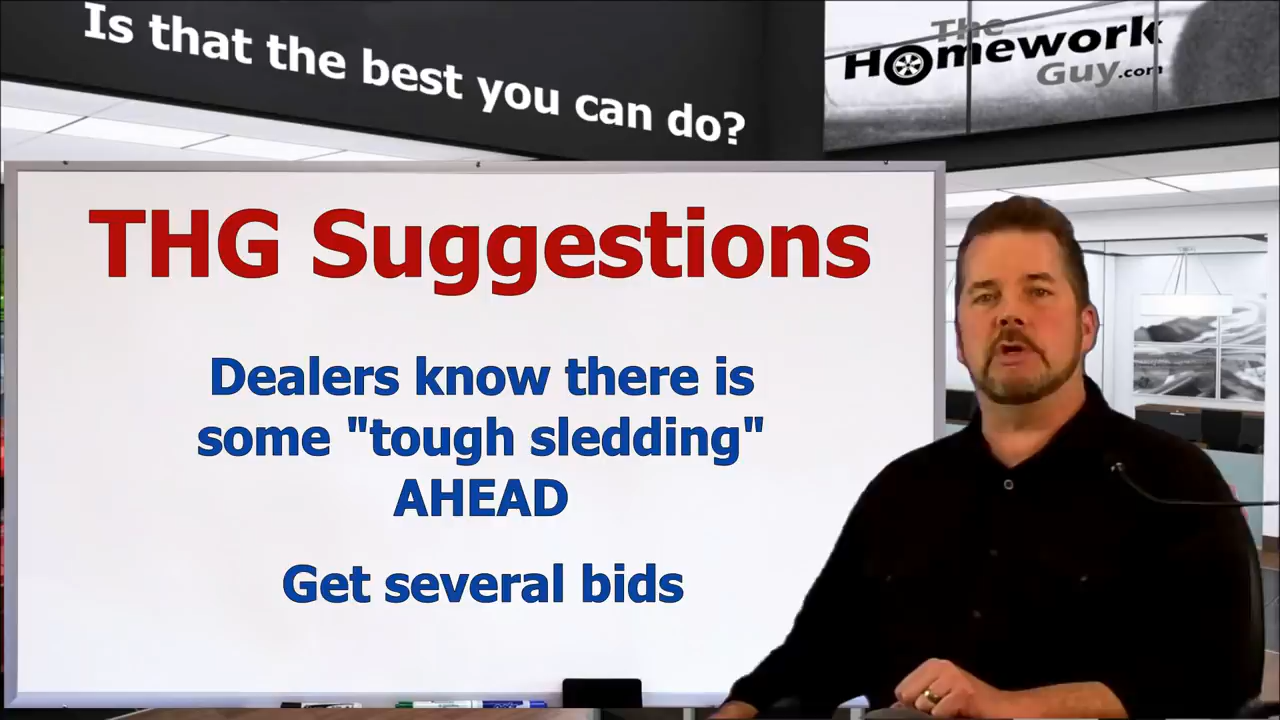 Is that the best you can do?
The
Homework
Guy.com
THG Suggestions
Dealers know there is
some "tough sledding"
AHEAD
Get several bids